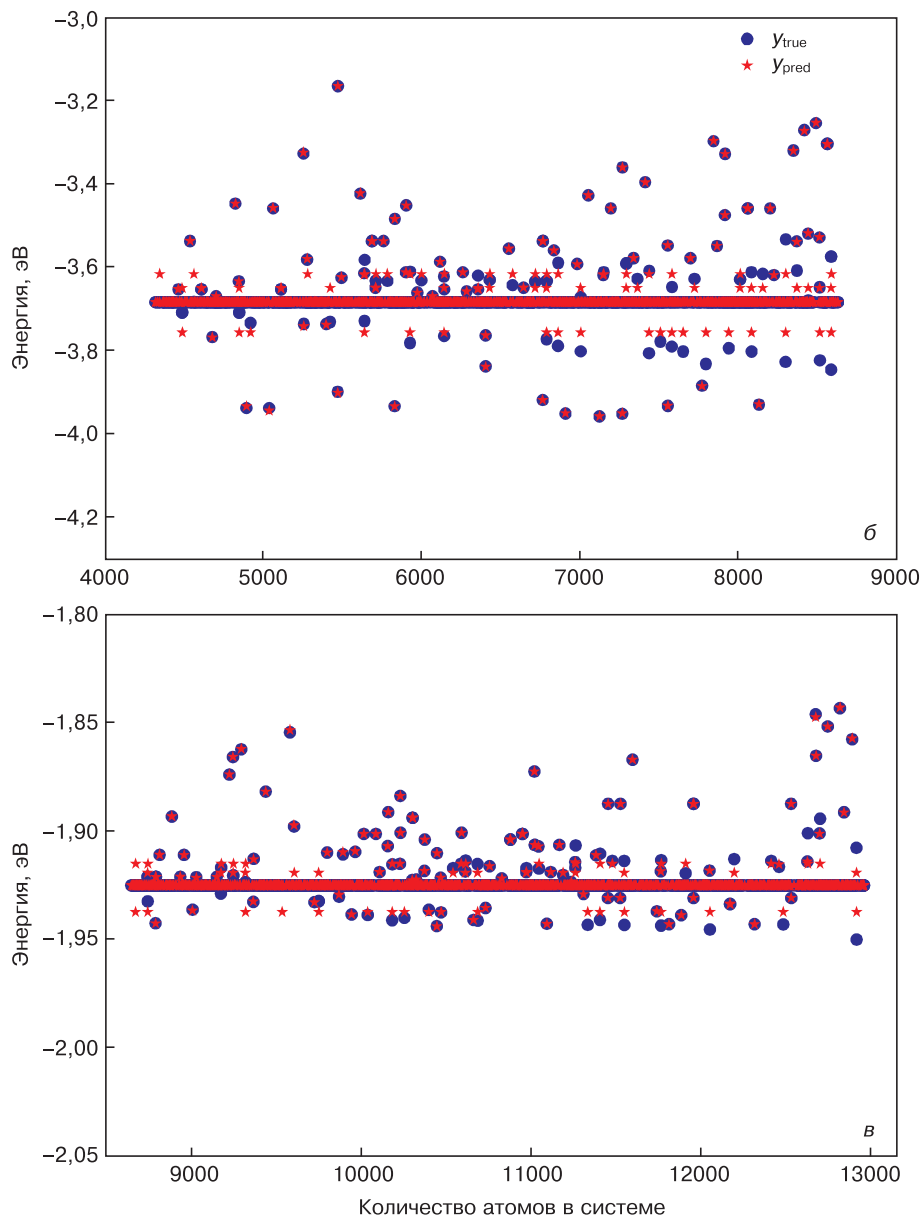 −3,0
y true
y pred
−3,2
−3,4
−3,6
−3,8
−4,0
−4,2
Энергия, эВ
б
4000 5000 6000 7000 8000 9000
−1,80
−1,85
−1,90
−1,95
−2,00
−2,05
Энергия, эВ
в
9000 10000 11000 12000 13000
Количество атомов в системе